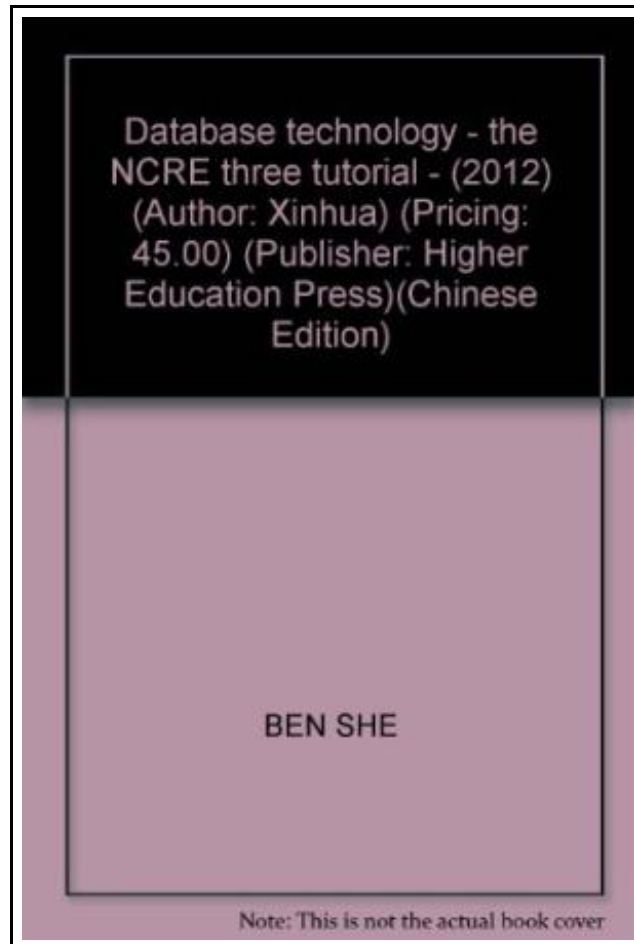 Database technology - the
NCRE three tutorial - (2012)
(Author: Xinhua) (Pricing:
45.00) (Publisher: Higher
Education Press)(Chinese
Edition)
BEN SHE
Note: This is not the actual book cover